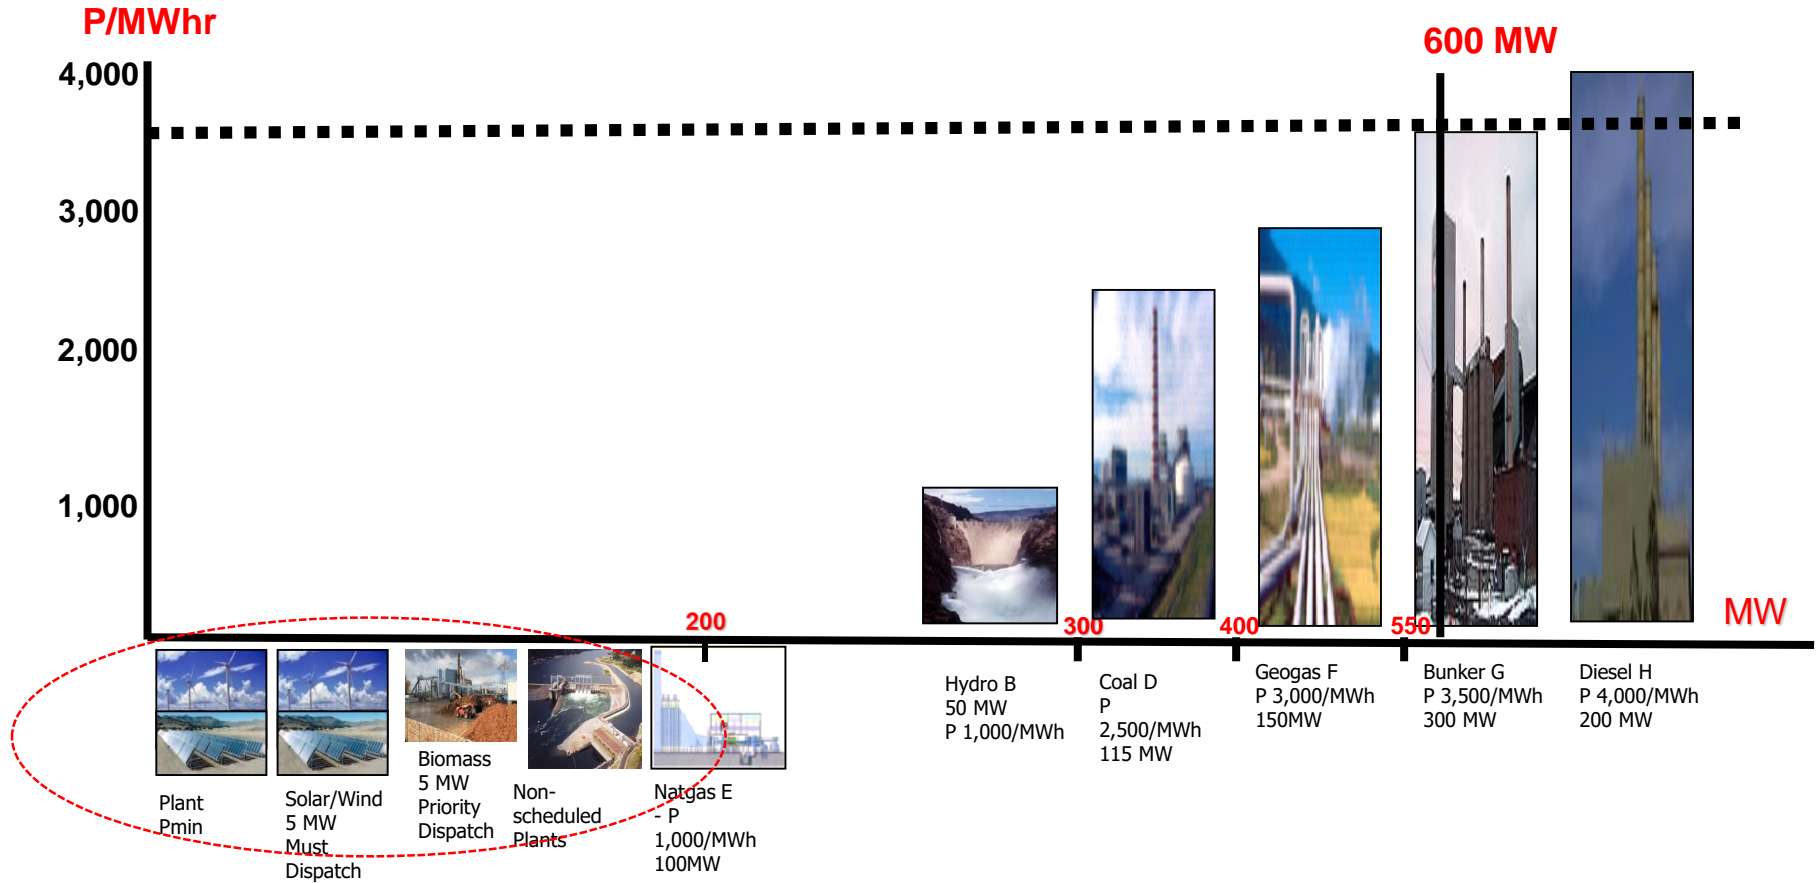 P/MWhr
600 MW
4,000
3,000
2,000
1,000
200
300
400
550
MW
Plant
Pmin
Solar/Wind
5 MW
Must
Dispatch
Biomass
5 MW
Priority
Dispatch
Non-
scheduled
Plants
Natgas E
- P
1,000/MWh
100MW
Hydro B
50 MW
P 1,000/MWh
Coal D
P
2,500/MWh
115 MW
Geogas F
P 3,000/MWh
150MW
Bunker G
P 3,500/MWh
300 MW
Diesel H
P 4,000/MWh
200 MW